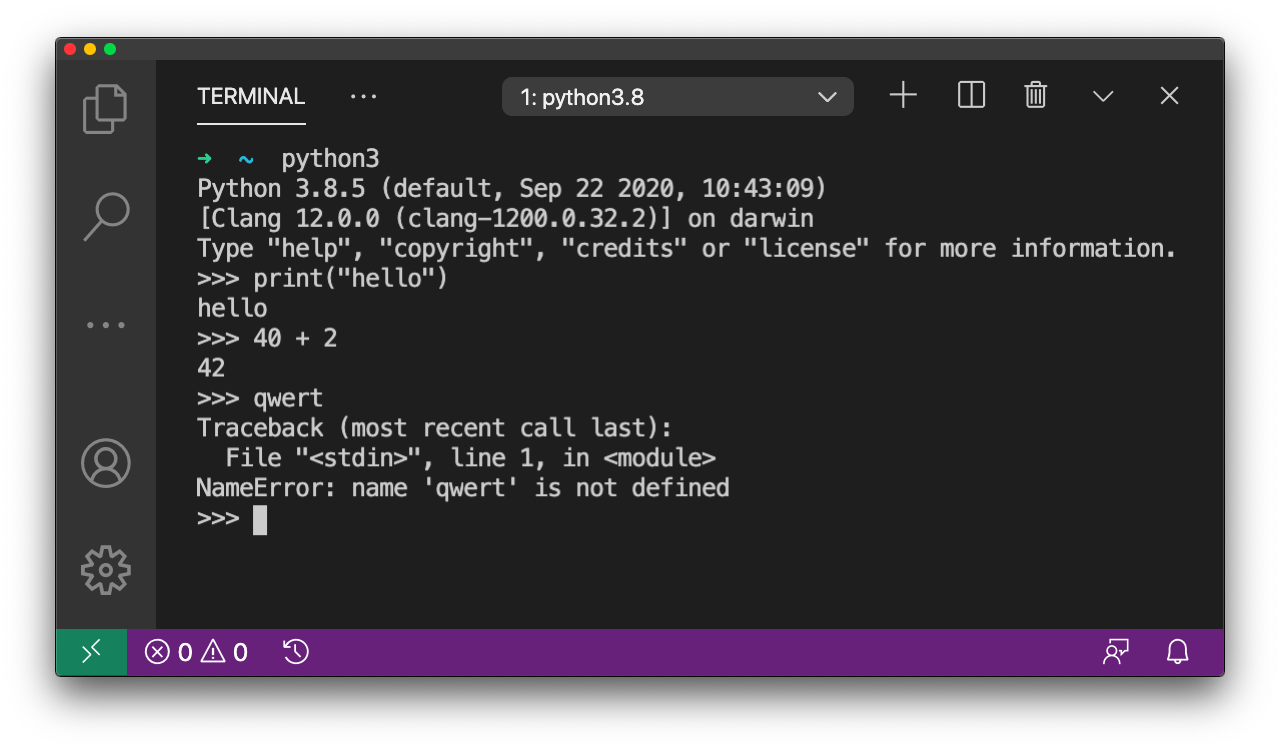 TERMINAL ··· 1: python3.8
➜ ~ python3
Python 3.8.5 (default, Sep 22 2020, 10:43:09)
[Clang 12.0.0 (clang-1200.0.32.2)] on darwin
Type "help", "copyright", "credits" or "license" for more information.
>>> print("hello")
hello
>>> 40 + 2
42
>>> qwert
Traceback (most recent call last):
  File "<stdin>", line 1, in <module>
NameError: name 'qwert' is not defined
>>>
0 0